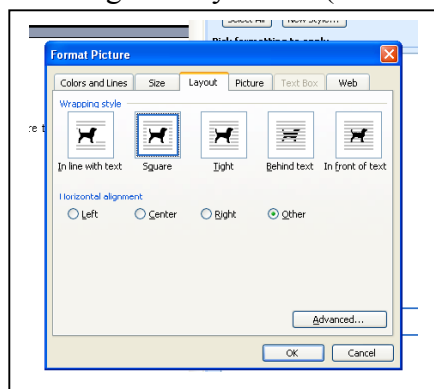 Select All New Style...
Pick formatting to apply
Format Picture
Colors and Lines Size Layout Picture Text Box Web
Wrapping style
In line with text Square Tight Behind text In front of text
Horizontal alignment
Left Center Right Other
Advanced...
OK Cancel